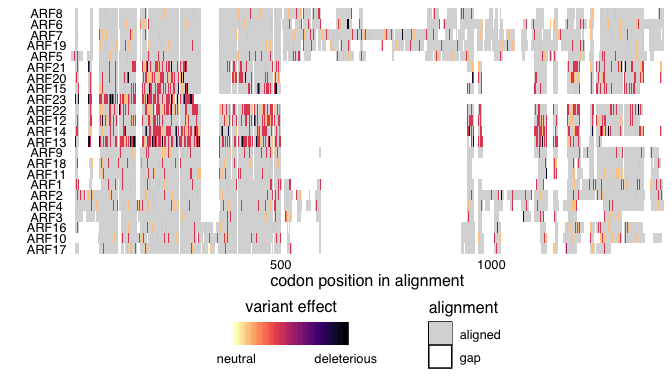 ARF8
ARF6
ARF7
ARF19
ARF5
ARF21
ARF20
ARF15
ARF23
ARF22
ARF12
ARF14
ARF13
ARF9
ARF18
ARF11
ARF1
ARF2
ARF4
ARF3
ARF16
ARF10
ARF17
500 1000
codon position in alignment
variant effect
neutral deleterious
alignment
aligned
gap